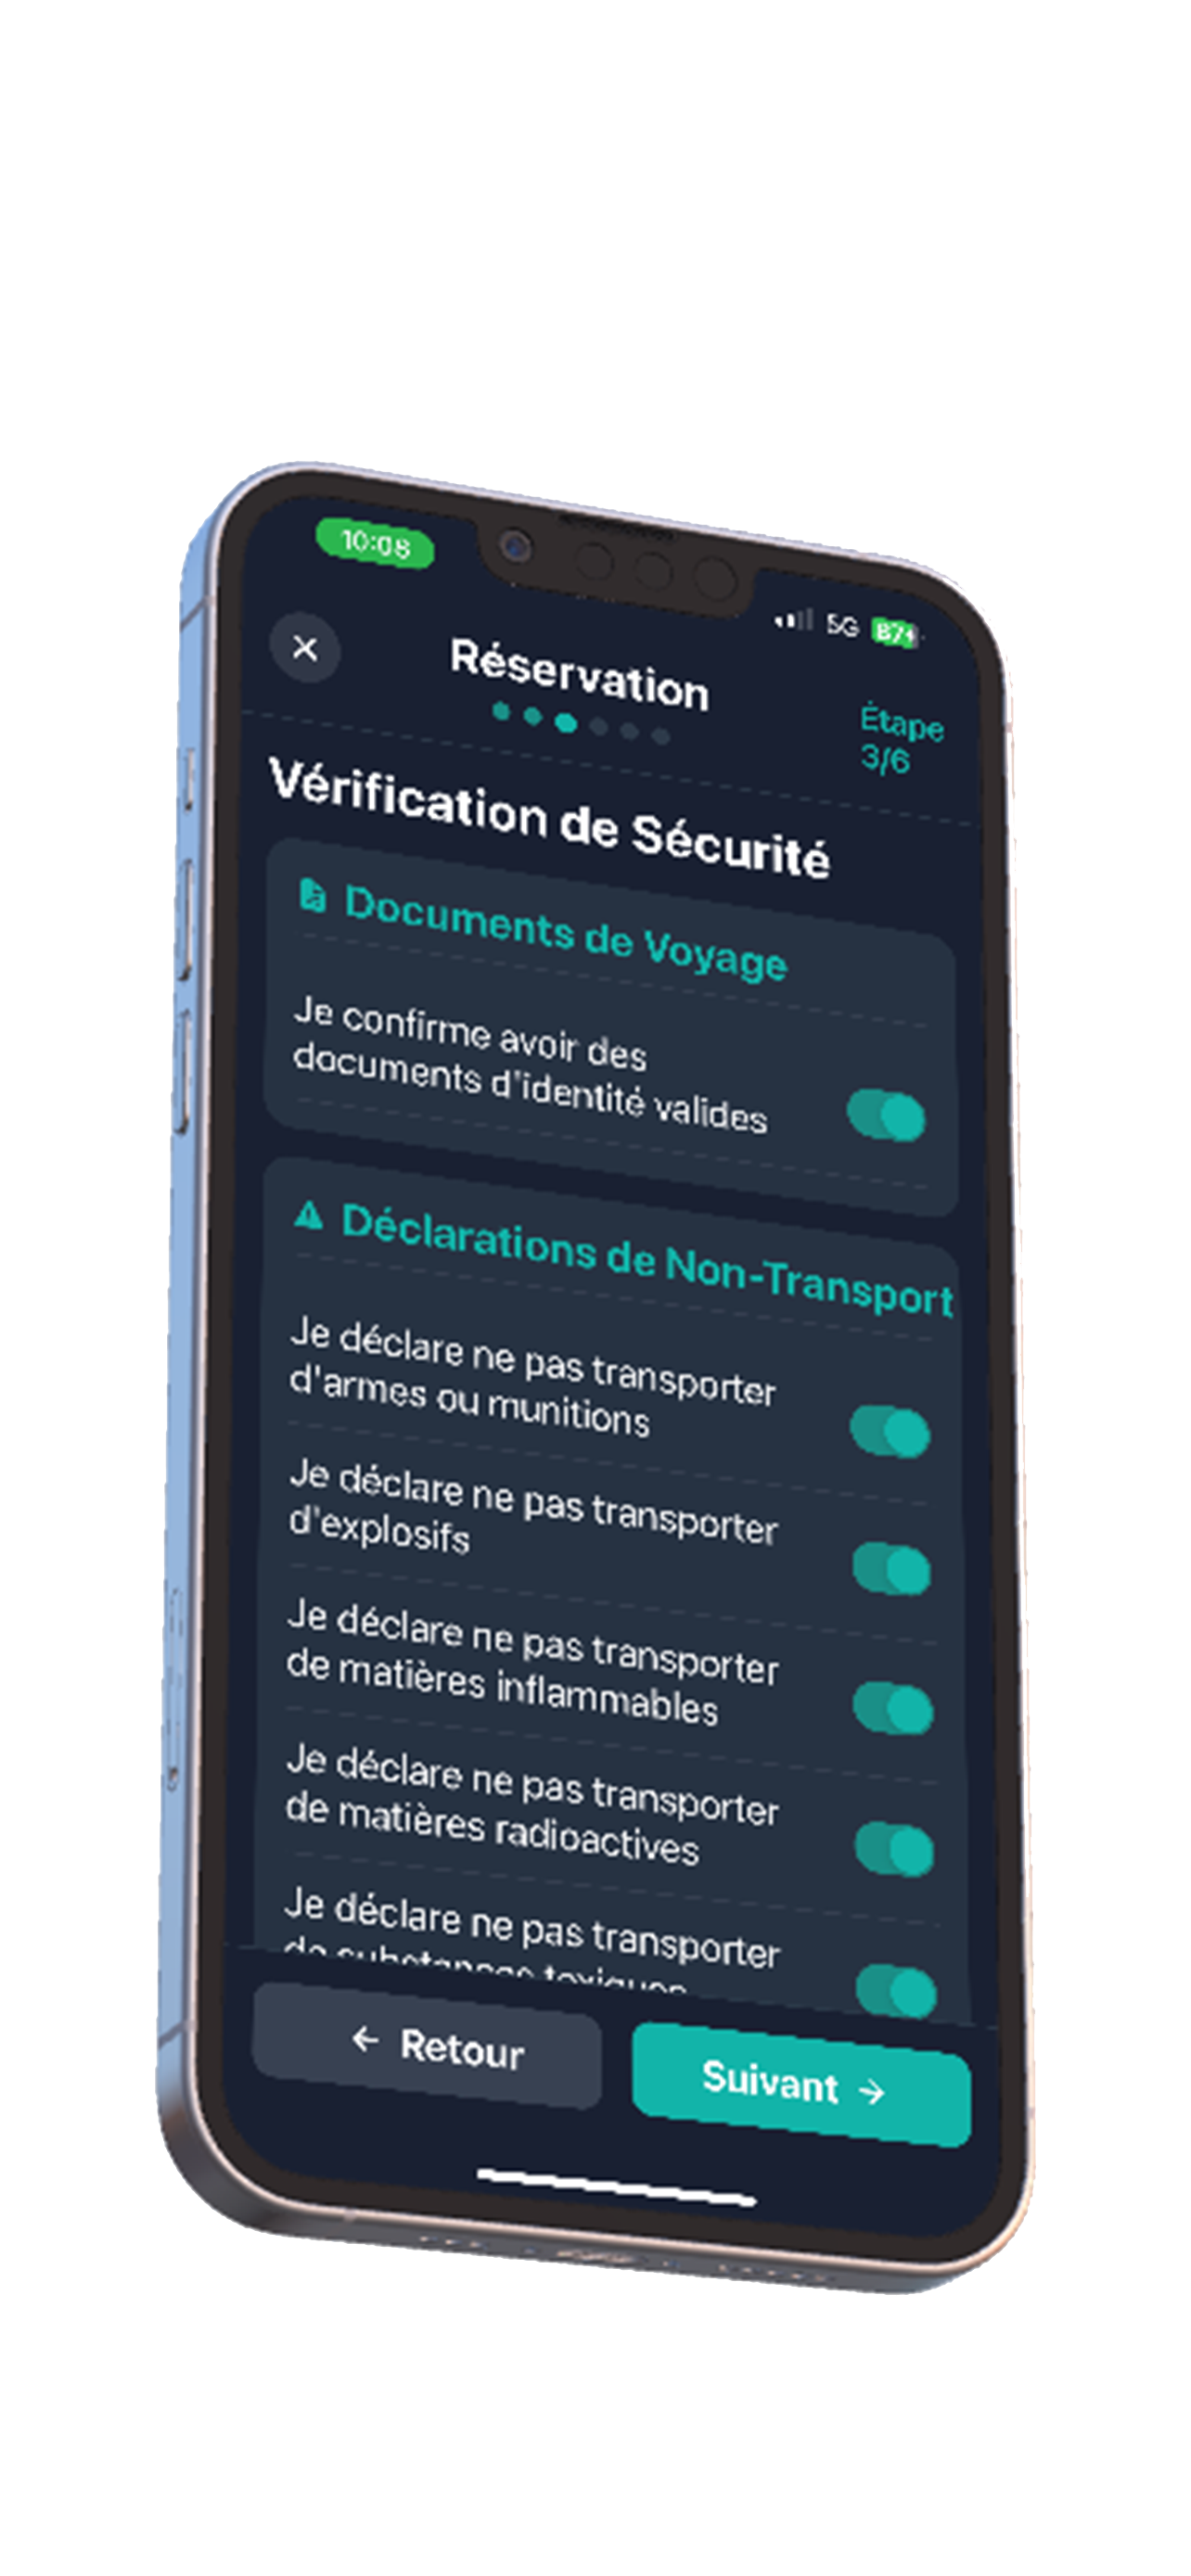 10:08
5G 87
Réservation
Étape
3/6
Vérification de Sécurité
Documents de Voyage
Je confirme avoir des
documents d'identité valides
Déclarations de Non-Transport
Je déclare ne pas transporter
d'armes ou munitions
Je déclare ne pas transporter
d'explosifs
Je déclare ne pas transporter
de matières inflammables
Je déclare ne pas transporter
de matières radioactives
Je déclare ne pas transporter
de substances toxiques
← Retour
Suivant →